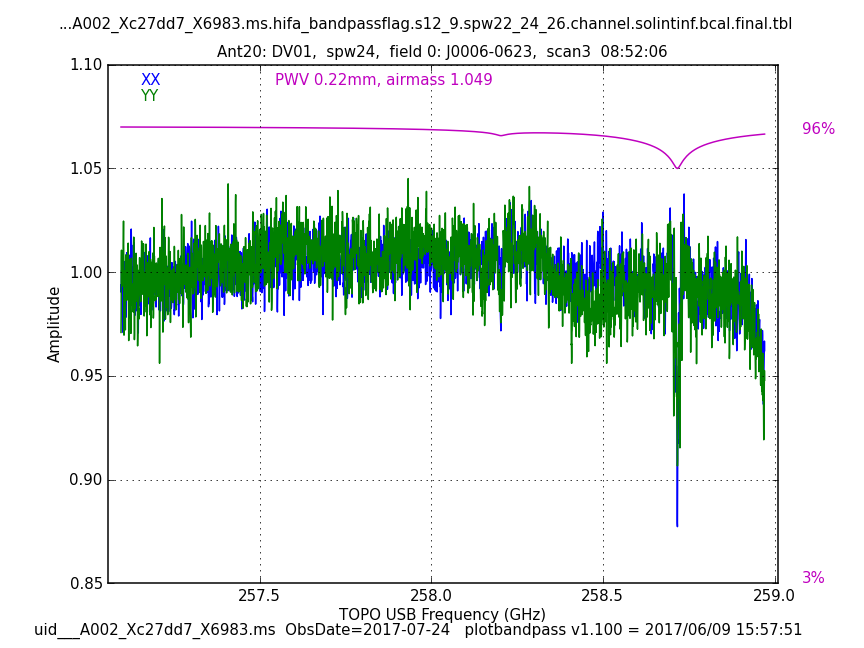 ...A002_Xc27dd7_X6983.ms.hifa_bandpassflag.s12_9.spw22_24_26.channel.solintinf.bcal.final.tbl
Ant20: DV01, spw24, field 0: J0006-0623, scan3 08:52:06
1.10
XX
PWV 0.22mm, airmass 1.049
YY
96%
1.05
1.00
Amplitude
0.95
0.90
3%
0.85
257.5 258.0 258.5 259.0
TOPO USB Frequency (GHz)
uid___A002_Xc27dd7_X6983.ms ObsDate=2017-07-24 plotbandpass v1.100 = 2017/06/09 15:57:51